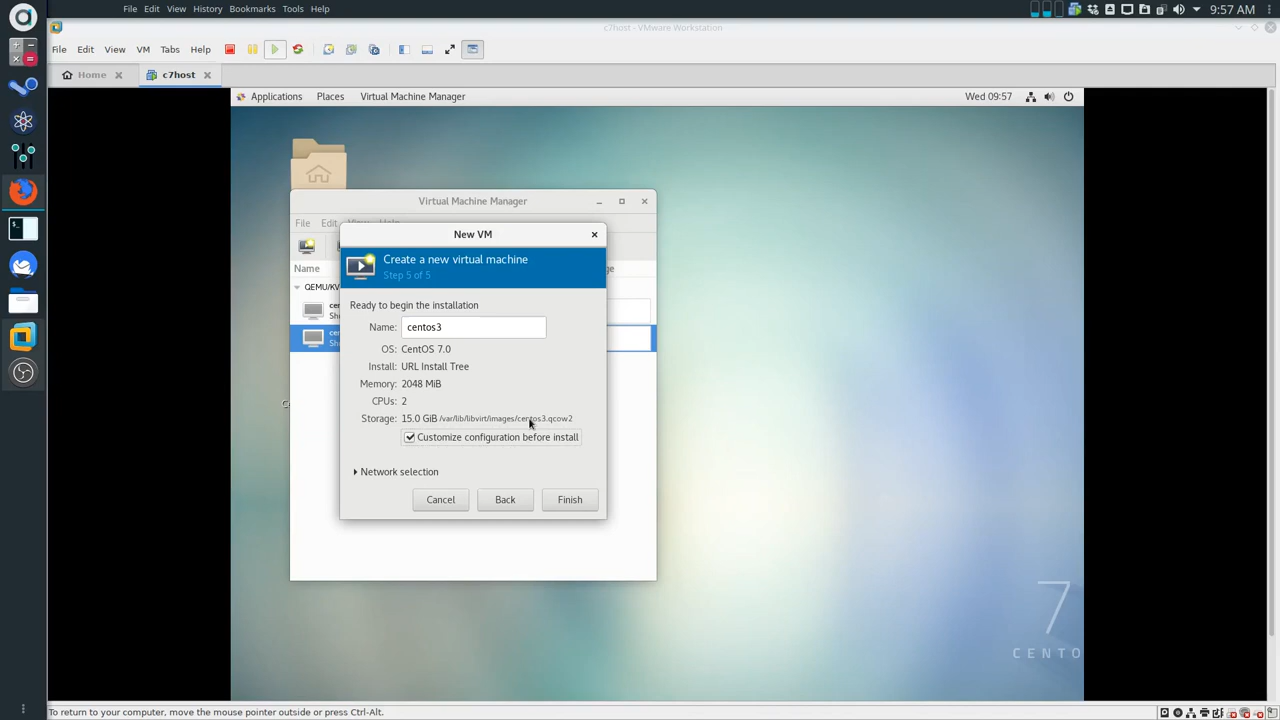 File Edit View History Bookmarks Tools Help 9:57 AM
c7host - VMware Workstation
File Edit View VM Tabs Help
Home c7host
Applications Places Virtual Machine Manager Wed 09:57
Virtual Machine Manager
File Edit View Help
New VM
Create a new virtual machine
Step 5 of 5
Name
QEMU/KV
Ready to begin the installation
Name: centos3
OS: CentOS 7.0
Install: URL Install Tree
Memory: 2048 MiB
CPUs: 2
Storage: 15.0 GiB /var/lib/libvirt/images/centos3.qcow2
Customize configuration before install
Network selection
Cancel Back Finish
7
CENTO
To return to your computer, move the mouse pointer outside or press Ctrl-Alt.